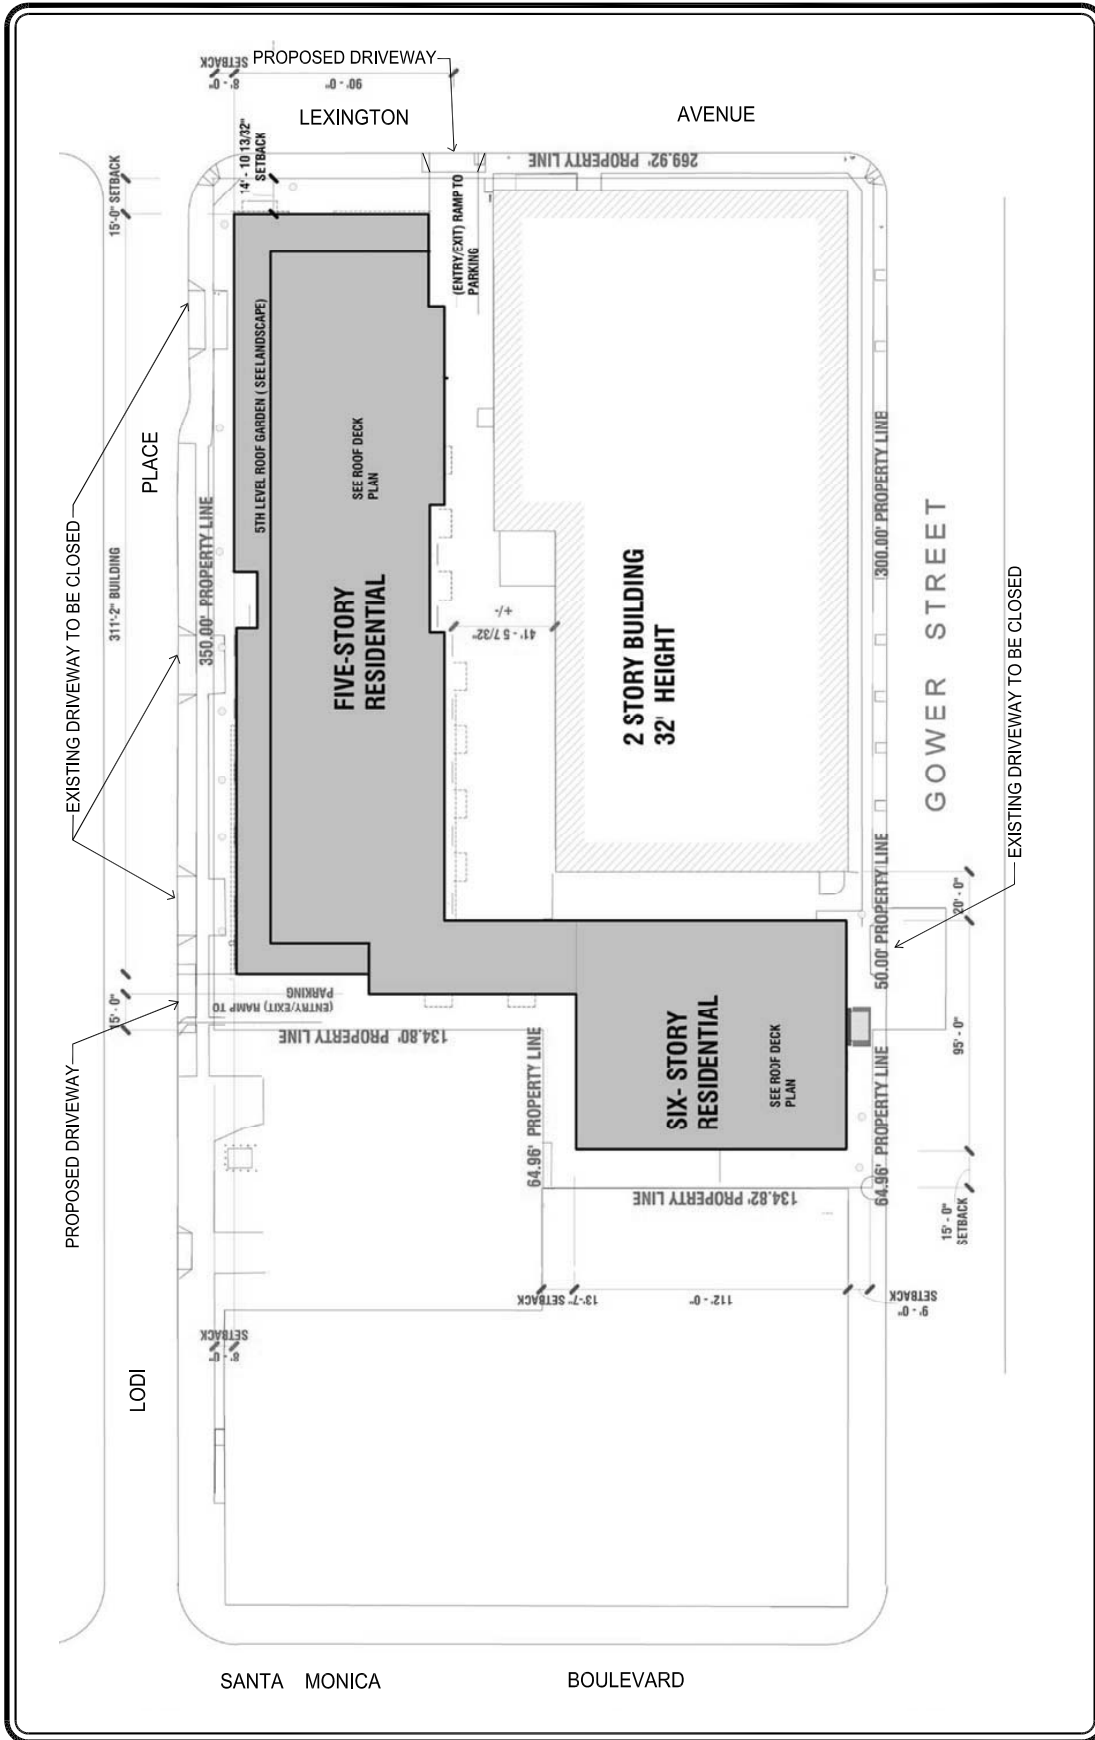 PROPOSED DRIVEWAY
SETBACK
8' - 0"
90' - 0"
LEXINGTON
AVENUE
15'-0" SETBACK
14' - 10 13/32"
SETBACK
269.92' PROPERTY LINE
(ENTRY/EXIT) RAMP TO
PARKING
5TH LEVEL ROOF GARDEN ( SEE LANDSCAPE)
PLACE
SEE ROOF DECK
PLAN
EXISTING DRIVEWAY TO BE CLOSED
311'-2" BUILDING
350.00' PROPERTY LINE
FIVE-STORY
RESIDENTIAL
41' - 5 7/32"
+/-
2 STORY BUILDING
32' HEIGHT
300.00' PROPERTY LINE
GOWER STREET
EXISTING DRIVEWAY TO BE CLOSED
50.00' PROPERTY LINE
20' - 0"
95' - 0"
15' - 0"
(ENTRY/EXIT) RAMP TO
PARKING
134.80' PROPERTY LINE
PROPOSED DRIVEWAY
64.96' PROPERTY LINE
SIX- STORY
RESIDENTIAL
SEE ROOF DECK
PLAN
64.96' PROPERTY LINE
134.82' PROPERTY LINE
15' - 0"
SETBACK
13'-7" SETBACK
112' - 0"
9' - 0"
SETBACK
SETBACK
8' - 0"
LODI
SANTA MONICA
BOULEVARD